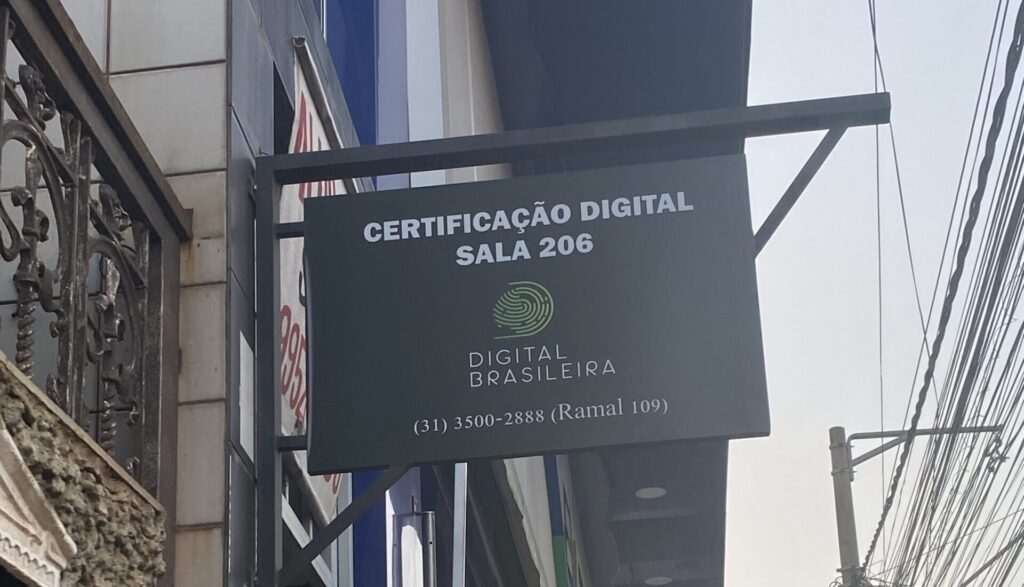 CERTIFICAÇÃO DIGITAL
SALA 206
DIGITAL
BRASILEIRA
(31) 3500-2888 (Ramal 109)